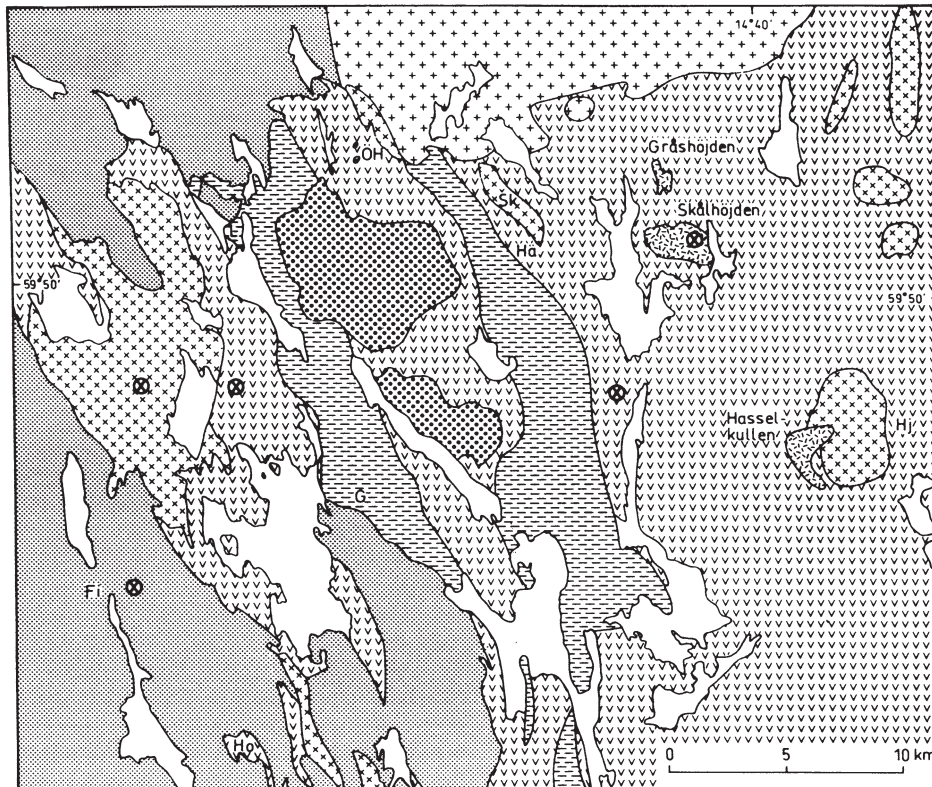 14°40'
ÖH
Gråshöjden
Sk
Skålhöjden
Hä
59°50'
59°50'
Hassel-
kullen
Hj
G
Fi
Ho
0 5 10 km